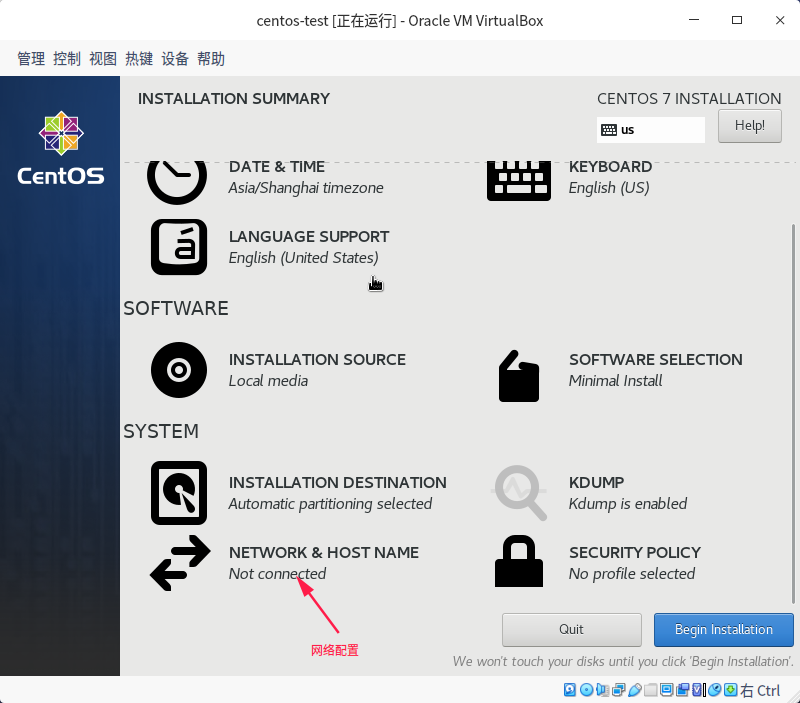 centos-test [正在运行] - Oracle VM VirtualBox
管理 控制 视图 热键 设备 帮助
INSTALLATION SUMMARY
CENTOS 7 INSTALLATION
us
Help!
CentOS
DATE & TIME
Asia/Shanghai timezone
KEYBOARD
English (US)
LANGUAGE SUPPORT
English (United States)
SOFTWARE
INSTALLATION SOURCE
Local media
SOFTWARE SELECTION
Minimal Install
SYSTEM
INSTALLATION DESTINATION
Automatic partitioning selected
KDUMP
Kdump is enabled
NETWORK & HOST NAME
Not connected
SECURITY POLICY
No profile selected
网络配置
Quit
Begin Installation
We won't touch your disks until you click 'Begin Installation'.
右 Ctrl